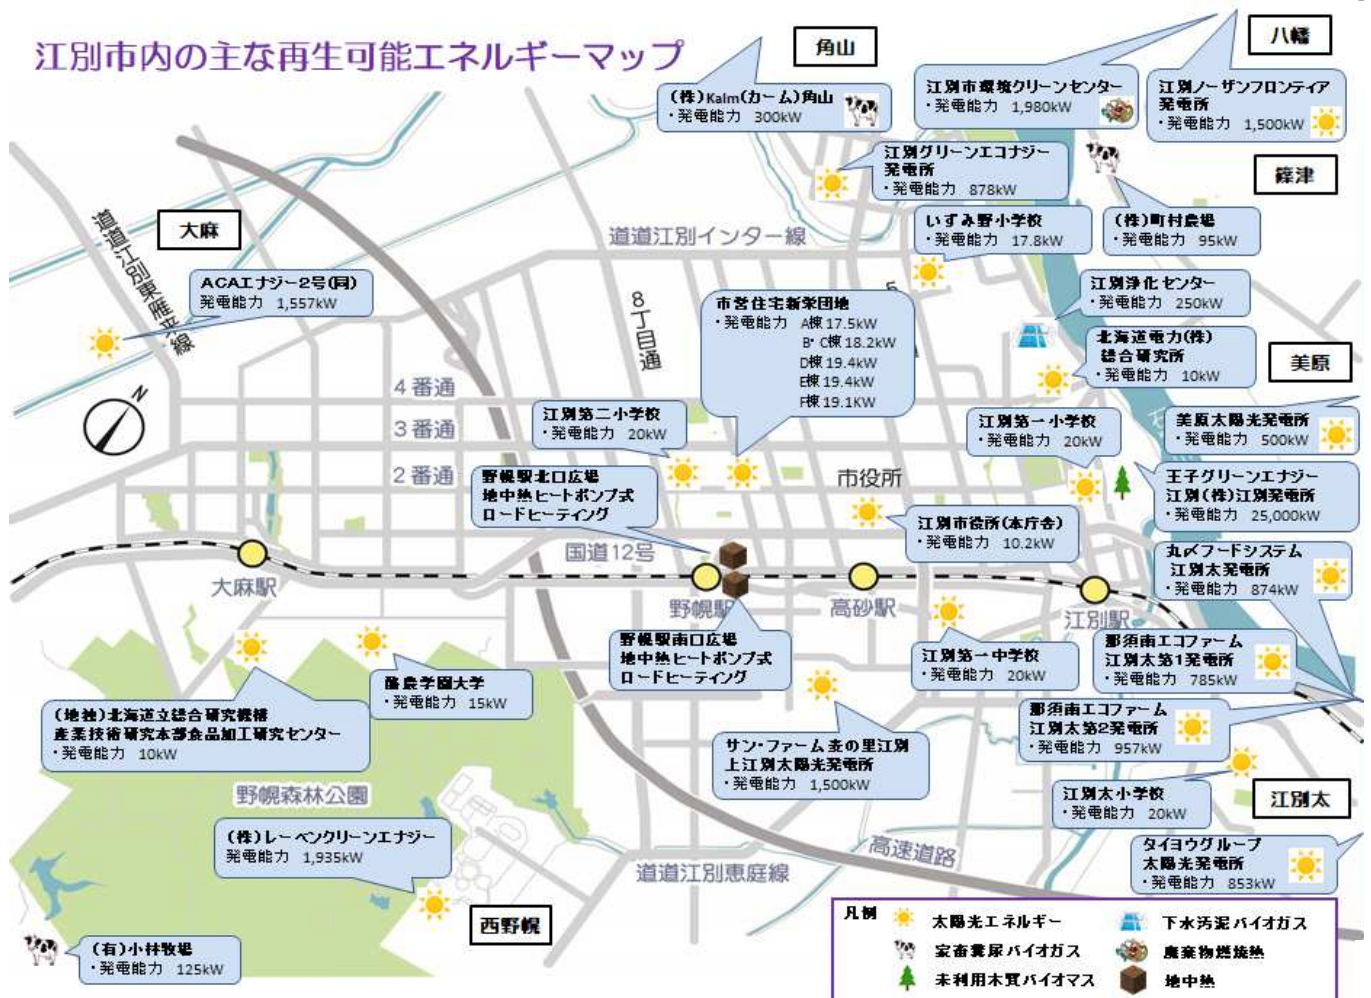 江別市内の主な再生可能エネルギーマップ
角山
八幡
(株)Kalm(カーム)角山
・発電能力 300kW
江別市環境クリーンセンター
・発電能力 1,980kW
江別ノーザンフロンティア
発電所
・発電能力 1,500kW
江別グリーンエコナジー
発電所
・発電能力 878kW
篠津
大麻
道道江別東雁来線
道道江別インター線
いずみ野小学校
・発電能力 17.8kW
(株)町村農場
・発電能力 95kW
ACAエナジー2号(同)
発電能力 1,557kW
8丁目通
市営住宅新栄団地
・発電能力 A棟 17.5kW
B・C棟 18.2kW
D棟 19.4kW
E棟 19.4kW
F棟 19.1KW
江別浄化センター
・発電能力 250kW
北海道電力(株)
総合研究所
・発電能力 10kW
美原
N
4番通
3番通
2番通
江別第二小学校
・発電能力 20kW
江別第一小学校
・発電能力 20kW
美原太陽光発電所
・発電能力 500kW
野幌駅北口広場
地中熱ヒートポンプ式
ロードヒーティング
市役所
王子グリーンエナジー
江別(株)江別発電所
・発電能力 25,000kW
江別市役所(本庁舎)
・発電能力 10.2kW
国道12号
丸〆フードシステム
江別太発電所
・発電能力 874kW
大麻駅
野幌駅
高砂駅
江別駅
野幌駅南口広場
地中熱ヒートポンプ式
ロードヒーティング
江別第一中学校
・発電能力 20kW
那須南エコファーム
江別太第1発電所
・発電能力 785kW
酪農学園大学
・発電能力 15kW
(地独)北海道立総合研究機構
産業技術研究本部食品加工研究センター
・発電能力 10kW
那須南エコファーム
江別太第2発電所
・発電能力 957kW
サン・ファーム麦の里江別
上江別太陽光発電所
・発電能力 1,500kW
江別太小学校
・発電能力 20kW
江別太
野幌森林公園
(株)レーベンクリーンエナジー
発電能力 1,935kW
高速道路
道道江別恵庭線
タイヨウグループ
太陽光発電所
・発電能力 853kW
西野幌
(有)小林牧場
・発電能力 125kW
凡例
太陽光エネルギー
下水汚泥バイオガス
家畜糞尿バイオガス
廃棄物燃焼熱
未利用木質バイオマス
地中熱